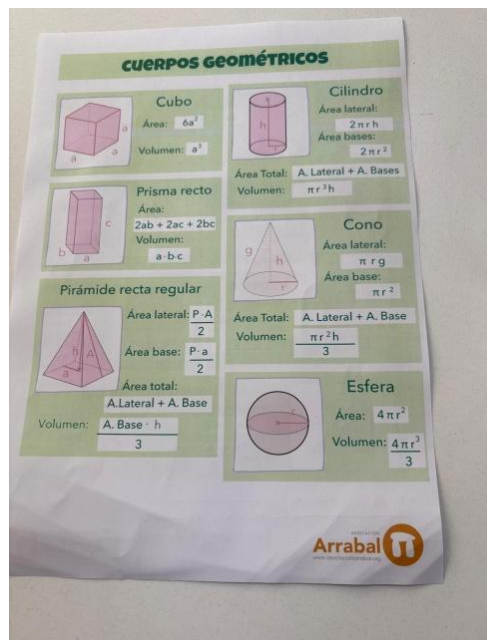 CUERPOS GEOMÉTRICOS
Cubo
Área: 6a²
Volumen: a³
a
a
a
Prisma recto
Área:
2ab + 2ac + 2bc
Volumen:
a·b·c
c
b
a
Pirámide recta regular
Área lateral: P·A
2
Área base: P·a
2
Área total:
A.Lateral + A. Base
Volumen: A. Base · h
3
h
A
a
Cilindro
Área lateral:
2πrh
Área bases:
2πr²
Área Total: A. Lateral + A. Bases
Volumen: πr³h
h
r
Cono
Área lateral:
πrg
Área base:
πr²
Área Total: A. Lateral + A. Base
Volumen: πr²h
3
g
h
r
Esfera
Área: 4πr²
Volumen: 4πr³
3
r
ASOCIACIÓN
Arrabal